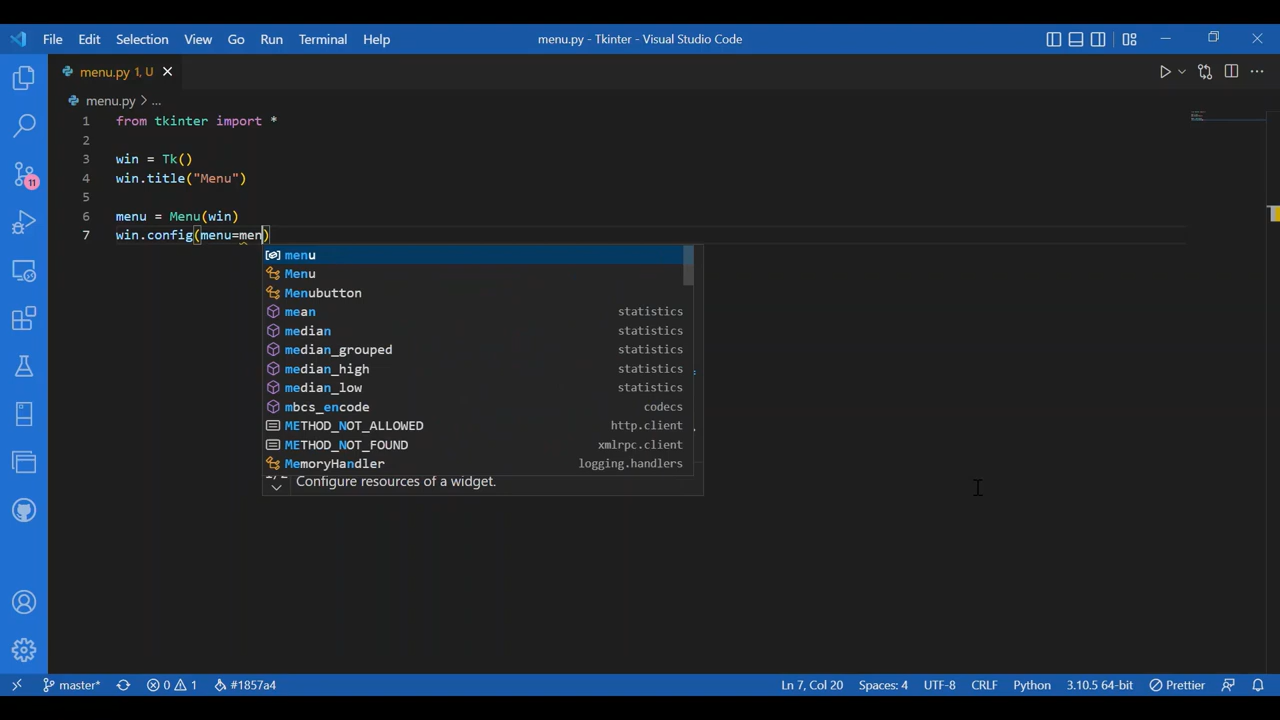 File Edit Selection View Go Run Terminal Help menu.py - Tkinter - Visual Studio Code
menu.py 1, U
menu.py > ...
1 from tkinter import *
2
3 win = Tk()
4 win.title("Menu")
5
6 menu = Menu(win)
7 win.config(menu=men)
menu
Menu
Menubutton
mean statistics
median statistics
median_grouped statistics
median_high statistics
median_low statistics
mbcs_encode codecs
METHOD_NOT_ALLOWED http.client
METHOD_NOT_FOUND xmlrpc.client
MemoryHandler logging.handlers
Configure resources of a widget.
11
master* 0 1 #1857a4 Ln 7, Col 20 Spaces: 4 UTF-8 CRLF Python 3.10.5 64-bit Prettier